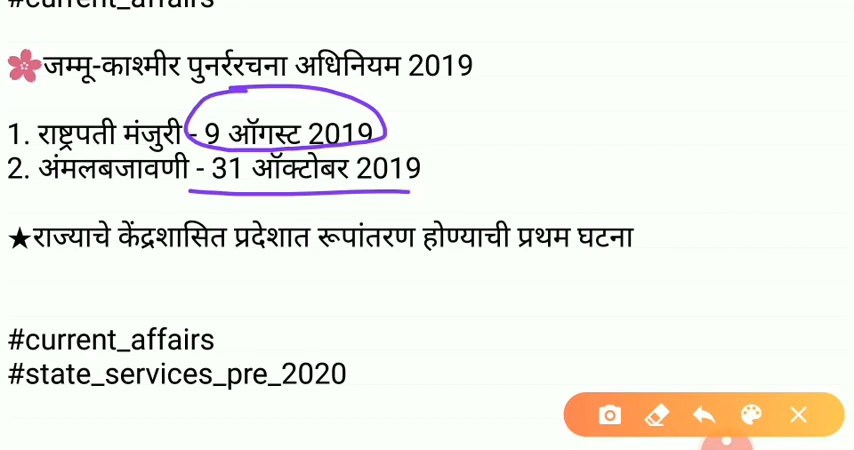 #current_affairs
🌸जम्मू-काश्मीर पुनर्ररचना अधिनियम 2019
1. राष्ट्रपती मंजुरी - 9 ऑगस्ट 2019
2. अंमलबजावणी - 31 ऑक्टोबर 2019
★राज्याचे केंद्रशासित प्रदेशात रूपांतरण होण्याची प्रथम घटना
#current_affairs
#state_services_pre_2020